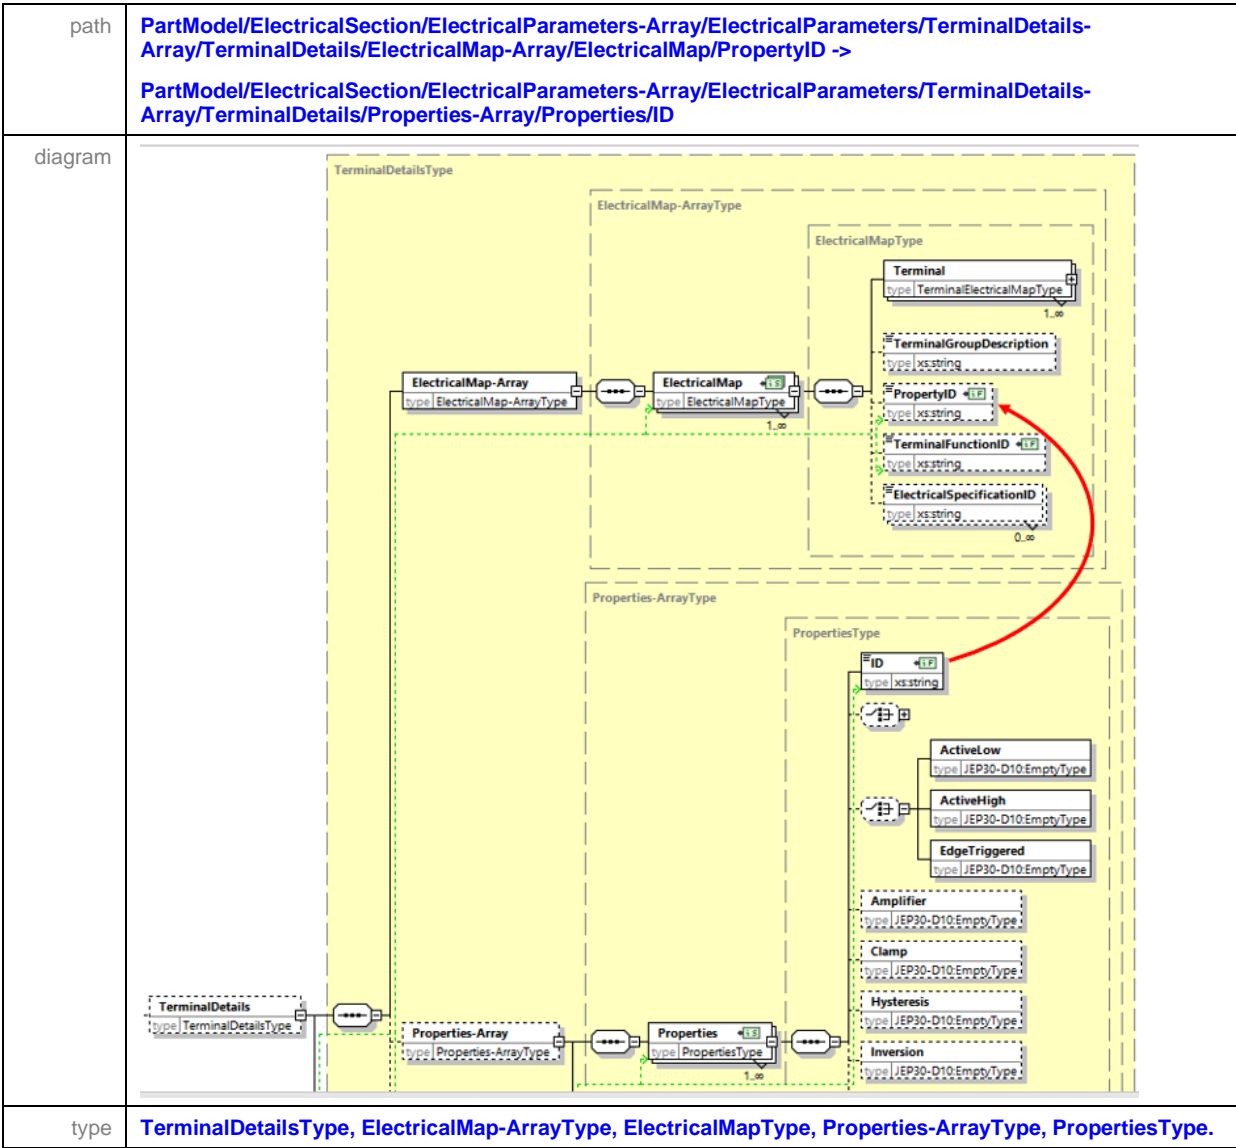 path
PartModel/ElectricalSection/ElectricalParameters-Array/ElectricalParameters/TerminalDetails-
Array/TerminalDetails/ElectricalMap-Array/ElectricalMap/PropertyID ->
PartModel/ElectricalSection/ElectricalParameters-Array/ElectricalParameters/TerminalDetails-
Array/TerminalDetails/Properties-Array/Properties/ID
diagram
TerminalDetailsType
ElectricalMap-ArrayType
ElectricalMapType
Terminal
type TerminalElectricalMapType
1..∞
TerminalGroupDescription
type xs:string
ElectricalMap-Array
type ElectricalMap-ArrayType
ElectricalMap
type ElectricalMapType
1..∞
PropertyID
type xs:string
TerminalFunctionID
type xs:string
ElectricalSpecificationID
type xs:string
0..∞
Properties-ArrayType
PropertiesType
ID
type xs:string
ActiveLow
type JEP30-D10:EmptyType
ActiveHigh
type JEP30-D10:EmptyType
EdgeTriggered
type JEP30-D10:EmptyType
Amplifier
type JEP30-D10:EmptyType
Clamp
type JEP30-D10:EmptyType
TerminalDetails
type TerminalDetailsType
Hysteresis
type JEP30-D10:EmptyType
Properties-Array
type Properties-ArrayType
Properties
type PropertiesType
1..∞
Inversion
type JEP30-D10:EmptyType
type
TerminalDetailsType, ElectricalMap-ArrayType, ElectricalMapType, Properties-ArrayType, PropertiesType.